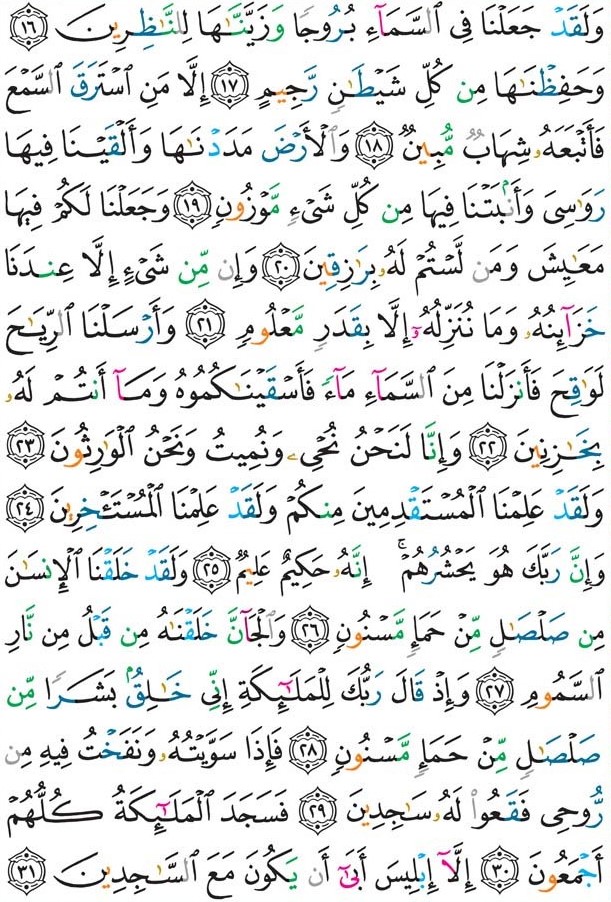 وَلَقَدْ جَعَلْنَا فِى ٱلسَّمَآءِ بُرُوجًا وَزَيَّنَّـٰهَا لِلنَّـٰظِرِينَ ١٦
وَحَفِظْنَـٰهَا مِن كُلِّ شَيْطَـٰنٍ رَّجِيمٍ ١٧ إِلَّا مَنِ ٱسْتَرَقَ ٱلسَّمْعَ
فَأَتْبَعَهُۥ شِهَابٌ مُّبِينٌ ١٨ وَٱلْأَرْضَ مَدَدْنَـٰهَا وَأَلْقَيْنَا فِيهَا
رَوَٰسِىَ وَأَنۢبَتْنَا فِيهَا مِن كُلِّ شَىْءٍ مَّوْزُونٍ ١٩ وَجَعَلْنَا لَكُمْ فِيهَا
مَعَـٰيِشَ وَمَن لَّسْتُمْ لَهُۥ بِرَٰزِقِينَ ٢٠ وَإِن مِّن شَىْءٍ إِلَّا عِندَنَا
خَزَآئِنُهُۥ وَمَا نُنَزِّلُهُۥٓ إِلَّا بِقَدَرٍ مَّعْلُومٍ ٢١ وَأَرْسَلْنَا ٱلرِّيَـٰحَ
لَوَٰقِحَ فَأَنزَلْنَا مِنَ ٱلسَّمَآءِ مَآءً فَأَسْقَيْنَـٰكُمُوهُ وَمَآ أَنتُمْ لَهُۥ
بِخَـٰزِنِينَ ٢٢ وَإِنَّا لَنَحْنُ نُحْىِۦ وَنُمِيتُ وَنَحْنُ ٱلْوَٰرِثُونَ ٢٣
وَلَقَدْ عَلِمْنَا ٱلْمُسْتَقْدِمِينَ مِنكُمْ وَلَقَدْ عَلِمْنَا ٱلْمُسْتَـْٔخِرِينَ ٢٤
وَإِنَّ رَبَّكَ هُوَ يَحْشُرُهُمْ ۚ إِنَّهُۥ حَكِيمٌ عَلِيمٌ ٢٥ وَلَقَدْ خَلَقْنَا ٱلْإِنسَـٰنَ
مِن صَلْصَـٰلٍ مِّنْ حَمَإٍ مَّسْنُونٍ ٢٦ وَٱلْجَآنَّ خَلَقْنَـٰهُ مِن قَبْلُ مِن نَّارِ
ٱلسَّمُومِ ٢٧ وَإِذْ قَالَ رَبُّكَ لِلْمَلَـٰٓئِكَةِ إِنِّى خَـٰلِقٌۢ بَشَرًا مِّن
صَلْصَـٰلٍ مِّنْ حَمَإٍ مَّسْنُونٍ ٢٨ فَإِذَا سَوَّيْتُهُۥ وَنَفَخْتُ فِيهِ مِن
رُّوحِى فَقَعُوا۟ لَهُۥ سَـٰجِدِينَ ٢٩ فَسَجَدَ ٱلْمَلَـٰٓئِكَةُ كُلُّهُمْ
أَجْمَعُونَ ٣٠ إِلَّآ إِبْلِيسَ أَبَىٰٓ أَن يَكُونَ مَعَ ٱلسَّـٰجِدِينَ ٣١